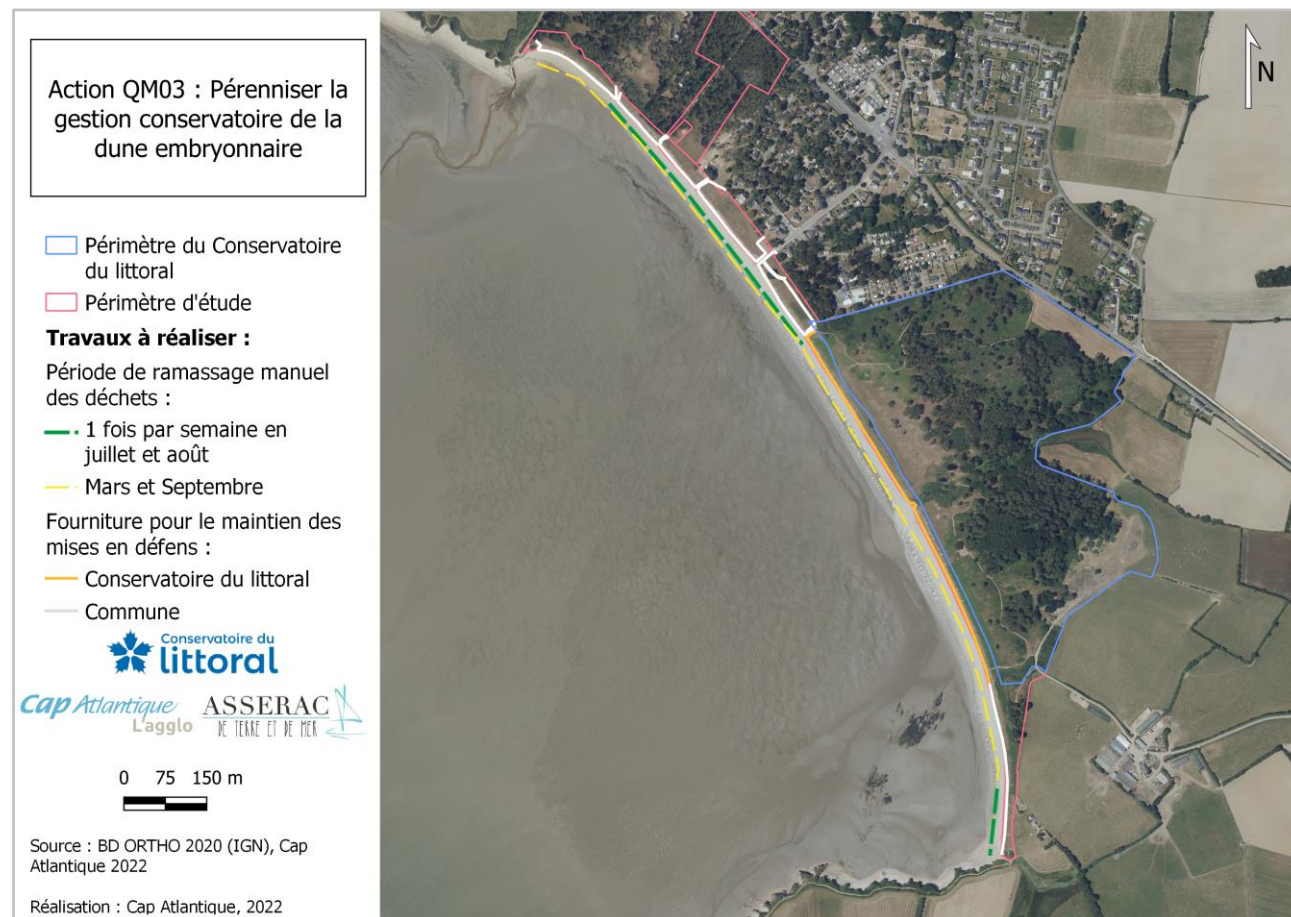 Action QM03 : Pérenniser la
gestion conservatoire de la
dune embryonnaire
Périmètre du Conservatoire
du littoral
Périmètre d'étude
Travaux à réaliser :
Période de ramassage manuel
des déchets :
1 fois par semaine en
juillet et août
Mars et Septembre
Fourniture pour le maintien des
mises en défens :
Conservatoire du littoral
Commune
Conservatoire du
littoral
Cap Atlantique
L'agglo
ASSERAC
DE TERRE ET DE MER
0 75 150 m
Source : BD ORTHO 2020 (IGN), Cap
Atlantique 2022
Réalisation : Cap Atlantique, 2022
N